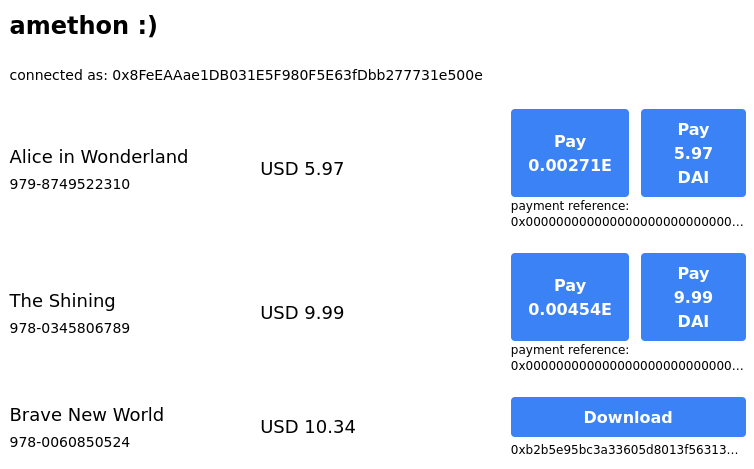 amethon :)
connected as: 0x8FeEAAae1DB031E5F980F5E63fDbb277731e500e
Alice in Wonderland
979-8749522310
USD 5.97
Pay
0.00271E
Pay
5.97
DAI
payment reference:
0x000000000000000000000000000...
The Shining
978-0345806789
USD 9.99
Pay
0.00454E
Pay
9.99
DAI
payment reference:
0x000000000000000000000000000...
Brave New World
978-0060850524
USD 10.34
Download
0xb2b5e95bc3a33605d8013f56313...